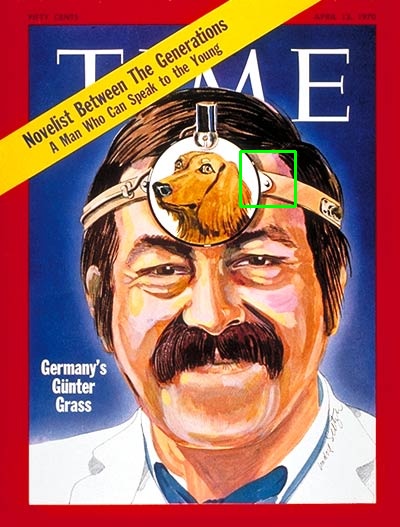 FIFTY CENTS
APRIL 13, 1970
TIME
Novelist Between The Generations
A Man Who Can Speak to the Young
Germany's
Günter
Grass